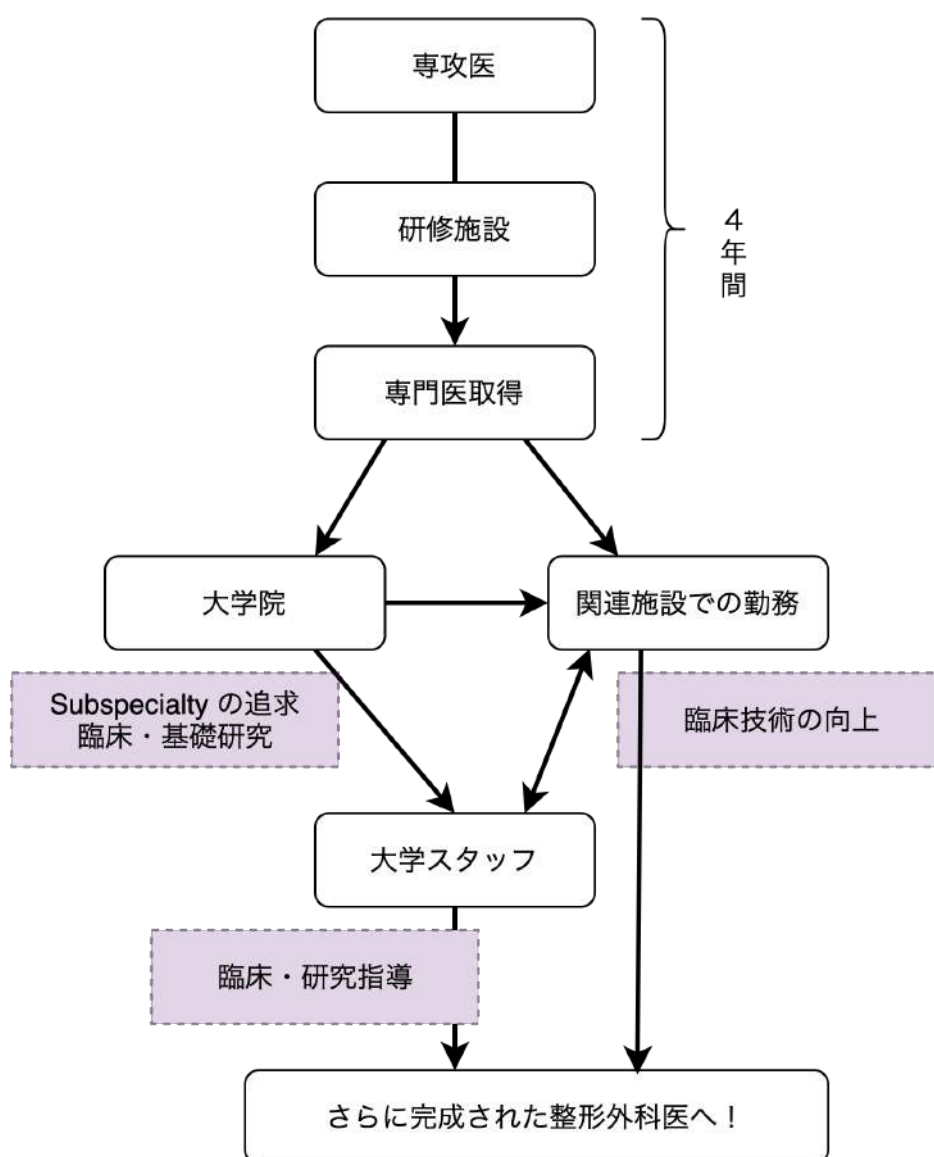 専攻医
研修施設
4
年
間
専門医取得
大学院
関連施設での勤務
Subspecialty の追求
臨床・基礎研究
臨床技術の向上
大学スタッフ
臨床・研究指導
さらに完成された整形外科医へ！